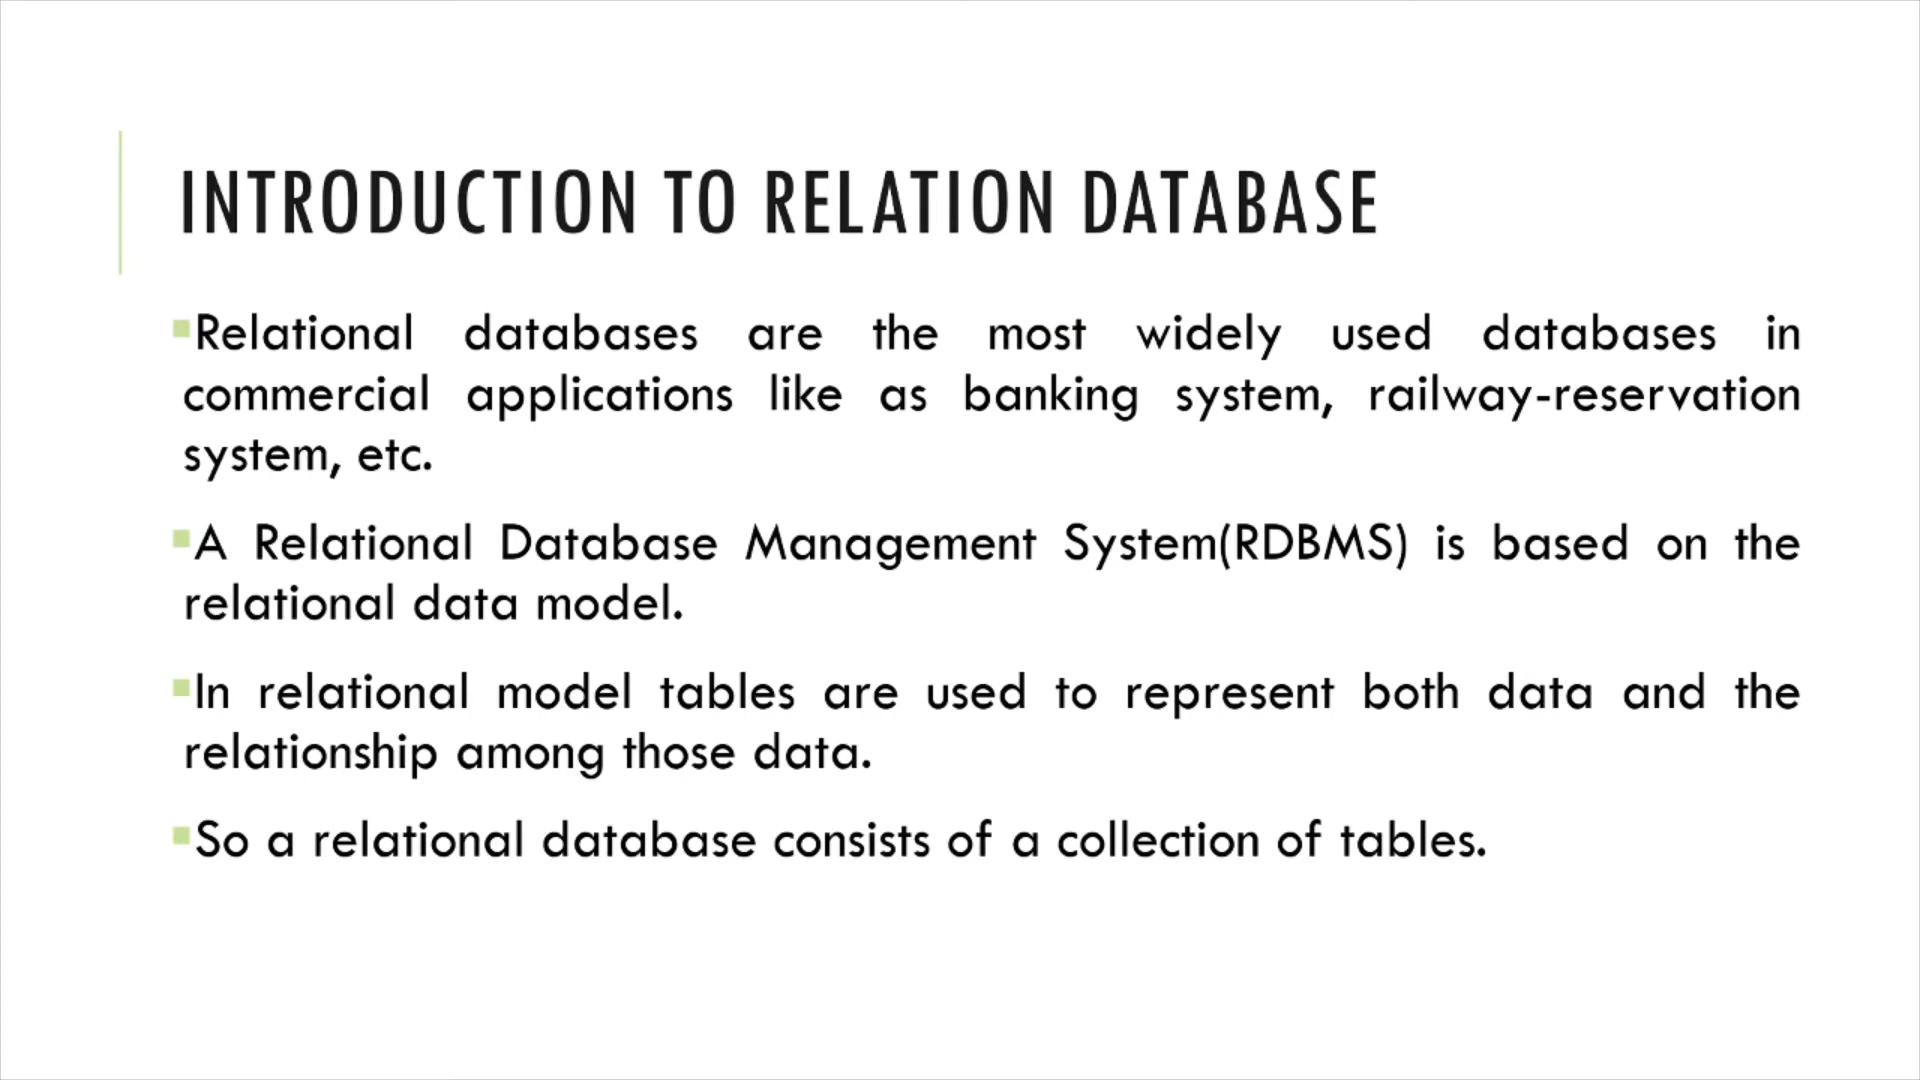 INTRODUCTION TO RELATION DATABASE
▪Relational databases are the most widely used databases in
commercial applications like as banking system, railway-reservation
system, etc.
▪A Relational Database Management System(RDBMS) is based on the
relational data model.
▪In relational model tables are used to represent both data and the
relationship among those data.
▪So a relational database consists of a collection of tables.